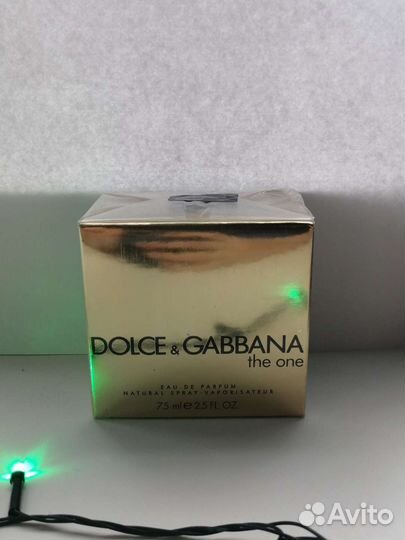 DOLCE & GABBANA
the one
EAU DE PARFUM
NATURAL SPRAY-VAPORISATEUR
75 ml e 2.5 FL.OZ
Avito